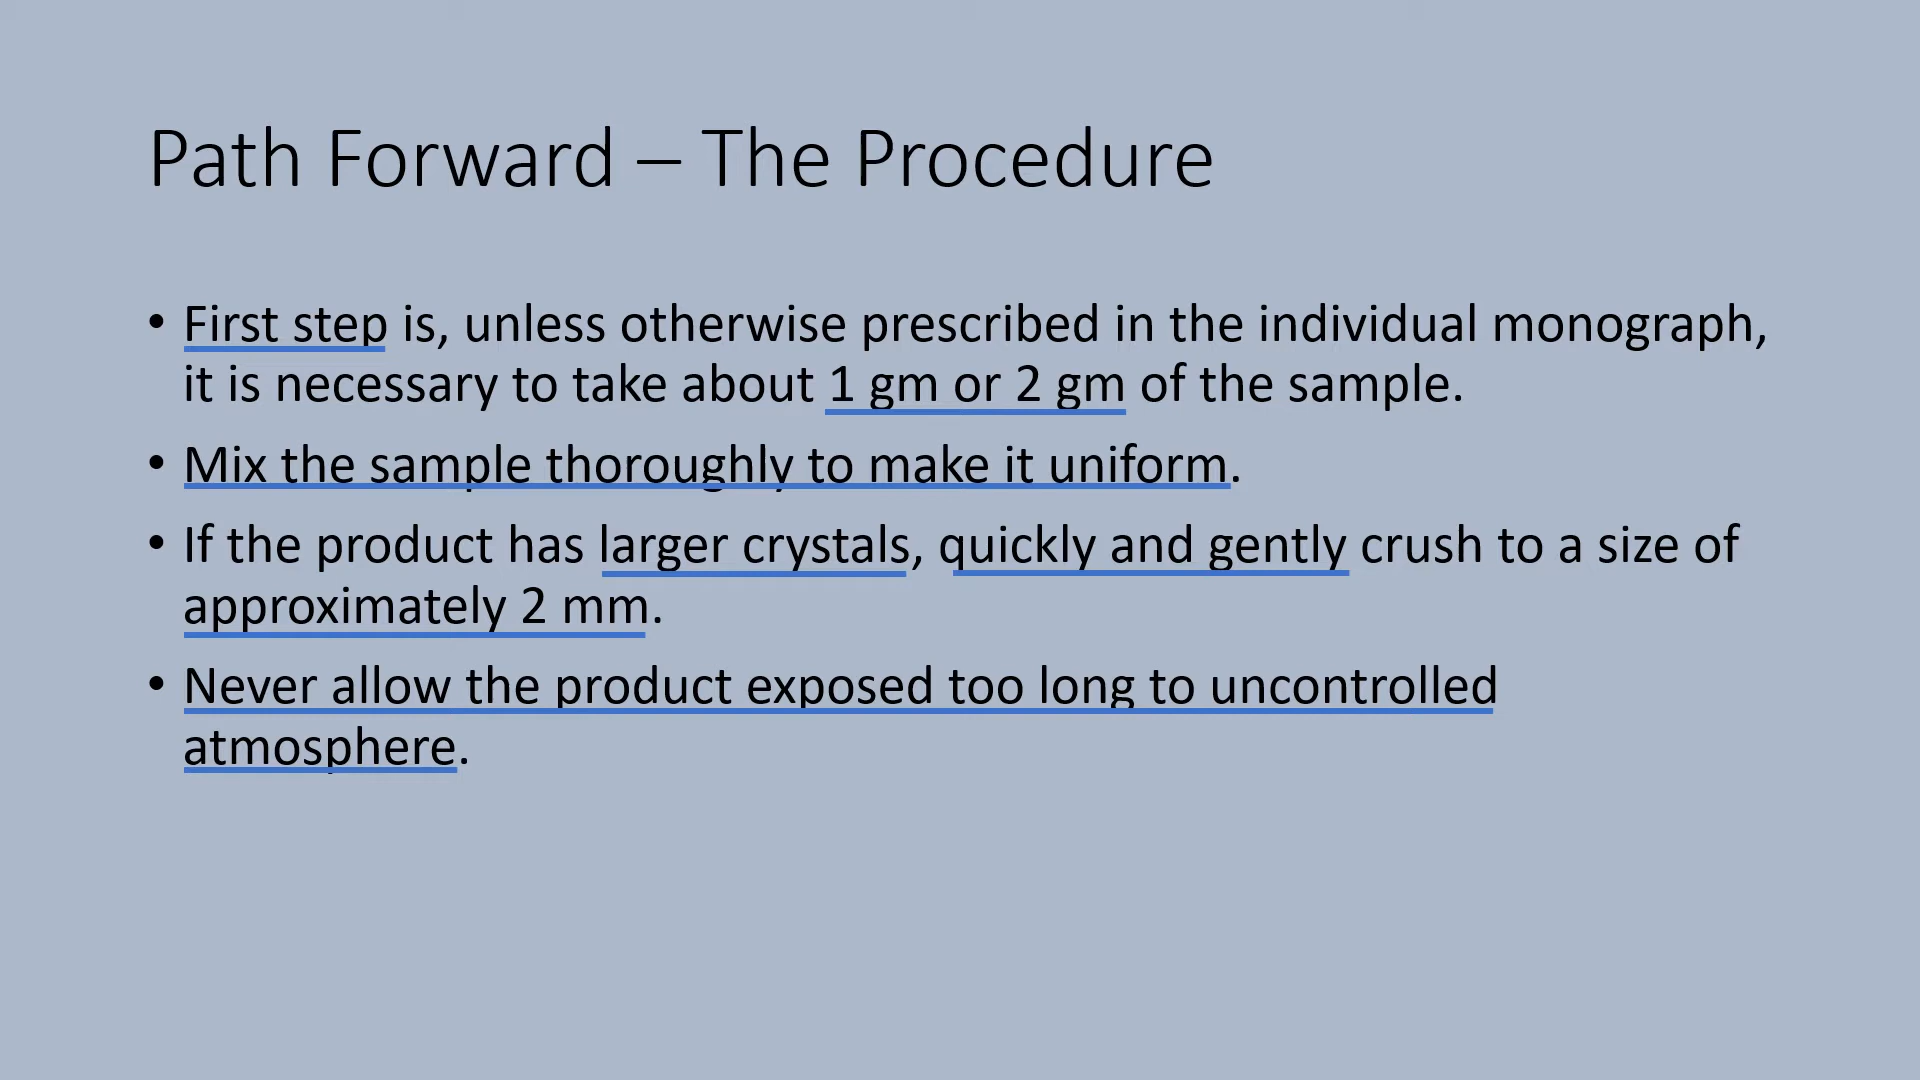 Path Forward – The Procedure
• First step is, unless otherwise prescribed in the individual monograph,
it is necessary to take about 1 gm or 2 gm of the sample.
• Mix the sample thoroughly to make it uniform.
• If the product has larger crystals, quickly and gently crush to a size of
approximately 2 mm.
• Never allow the product exposed too long to uncontrolled
atmosphere.